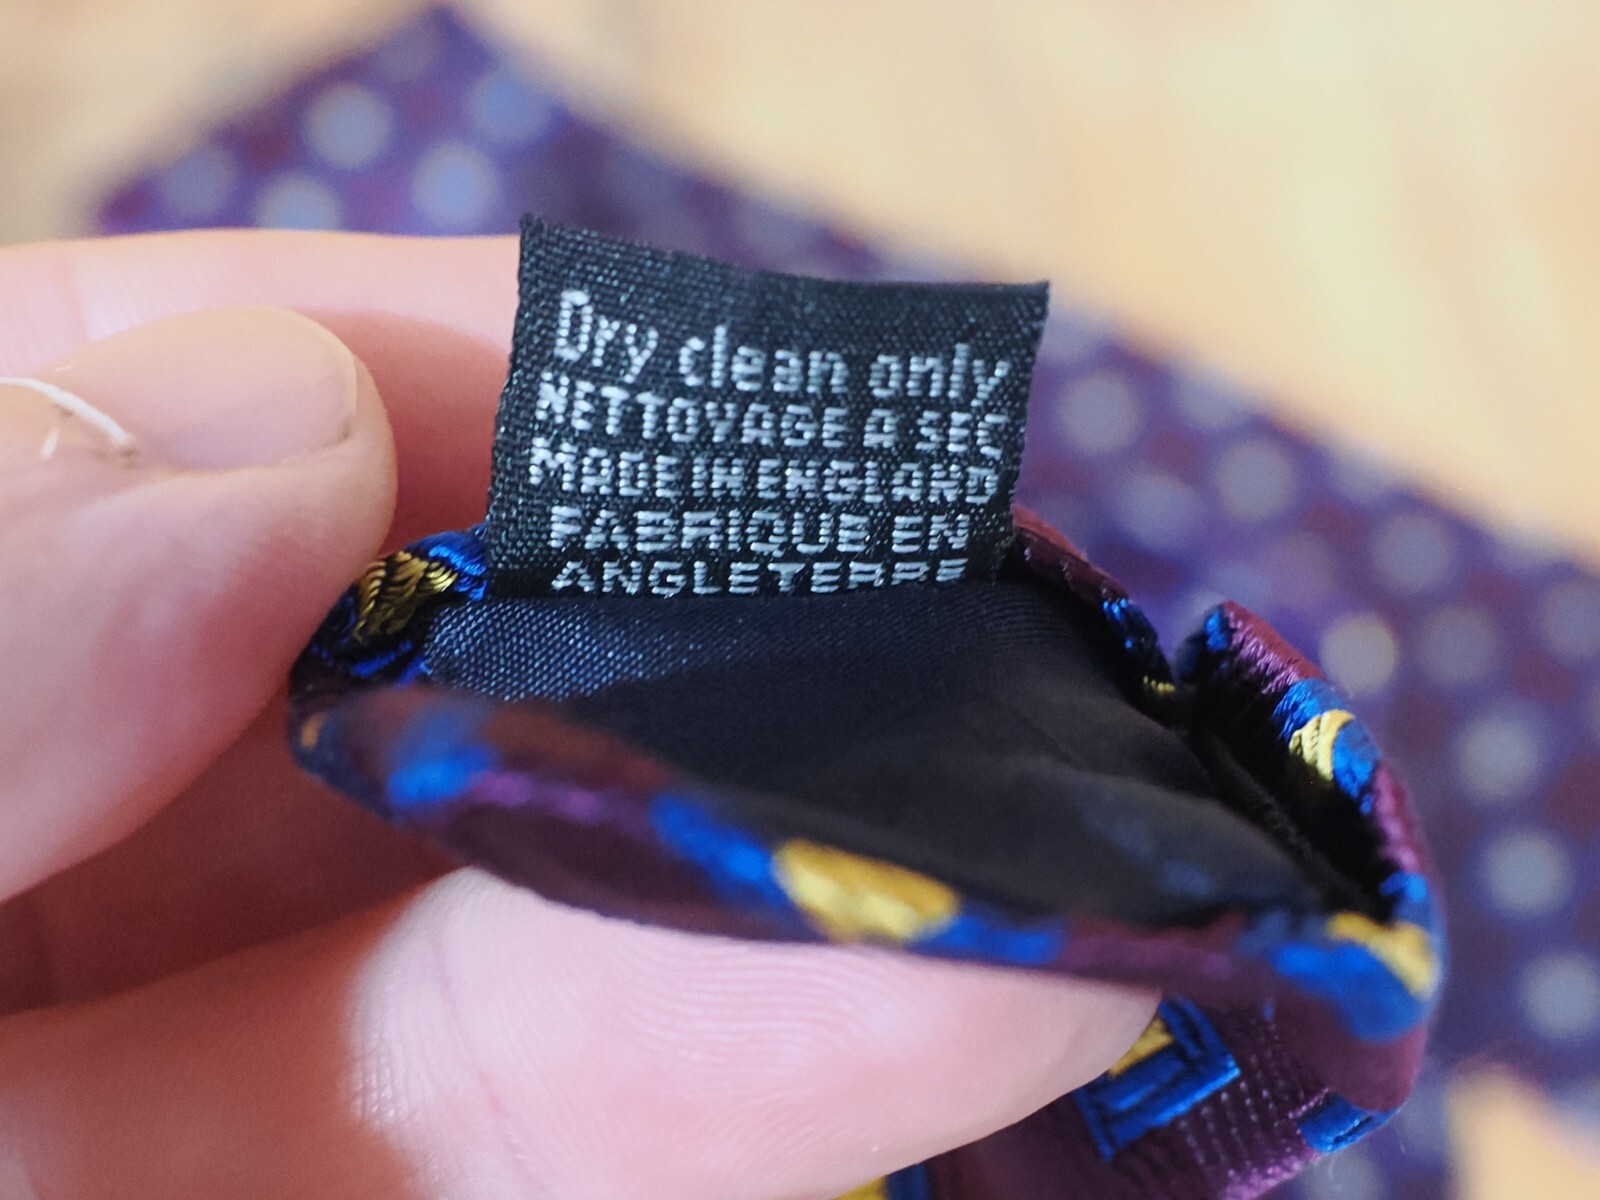 Dry clean only
NETTOYAGE A SEC
MADE IN ENGLAND
FABRIQUE EN
ANGLETERRE